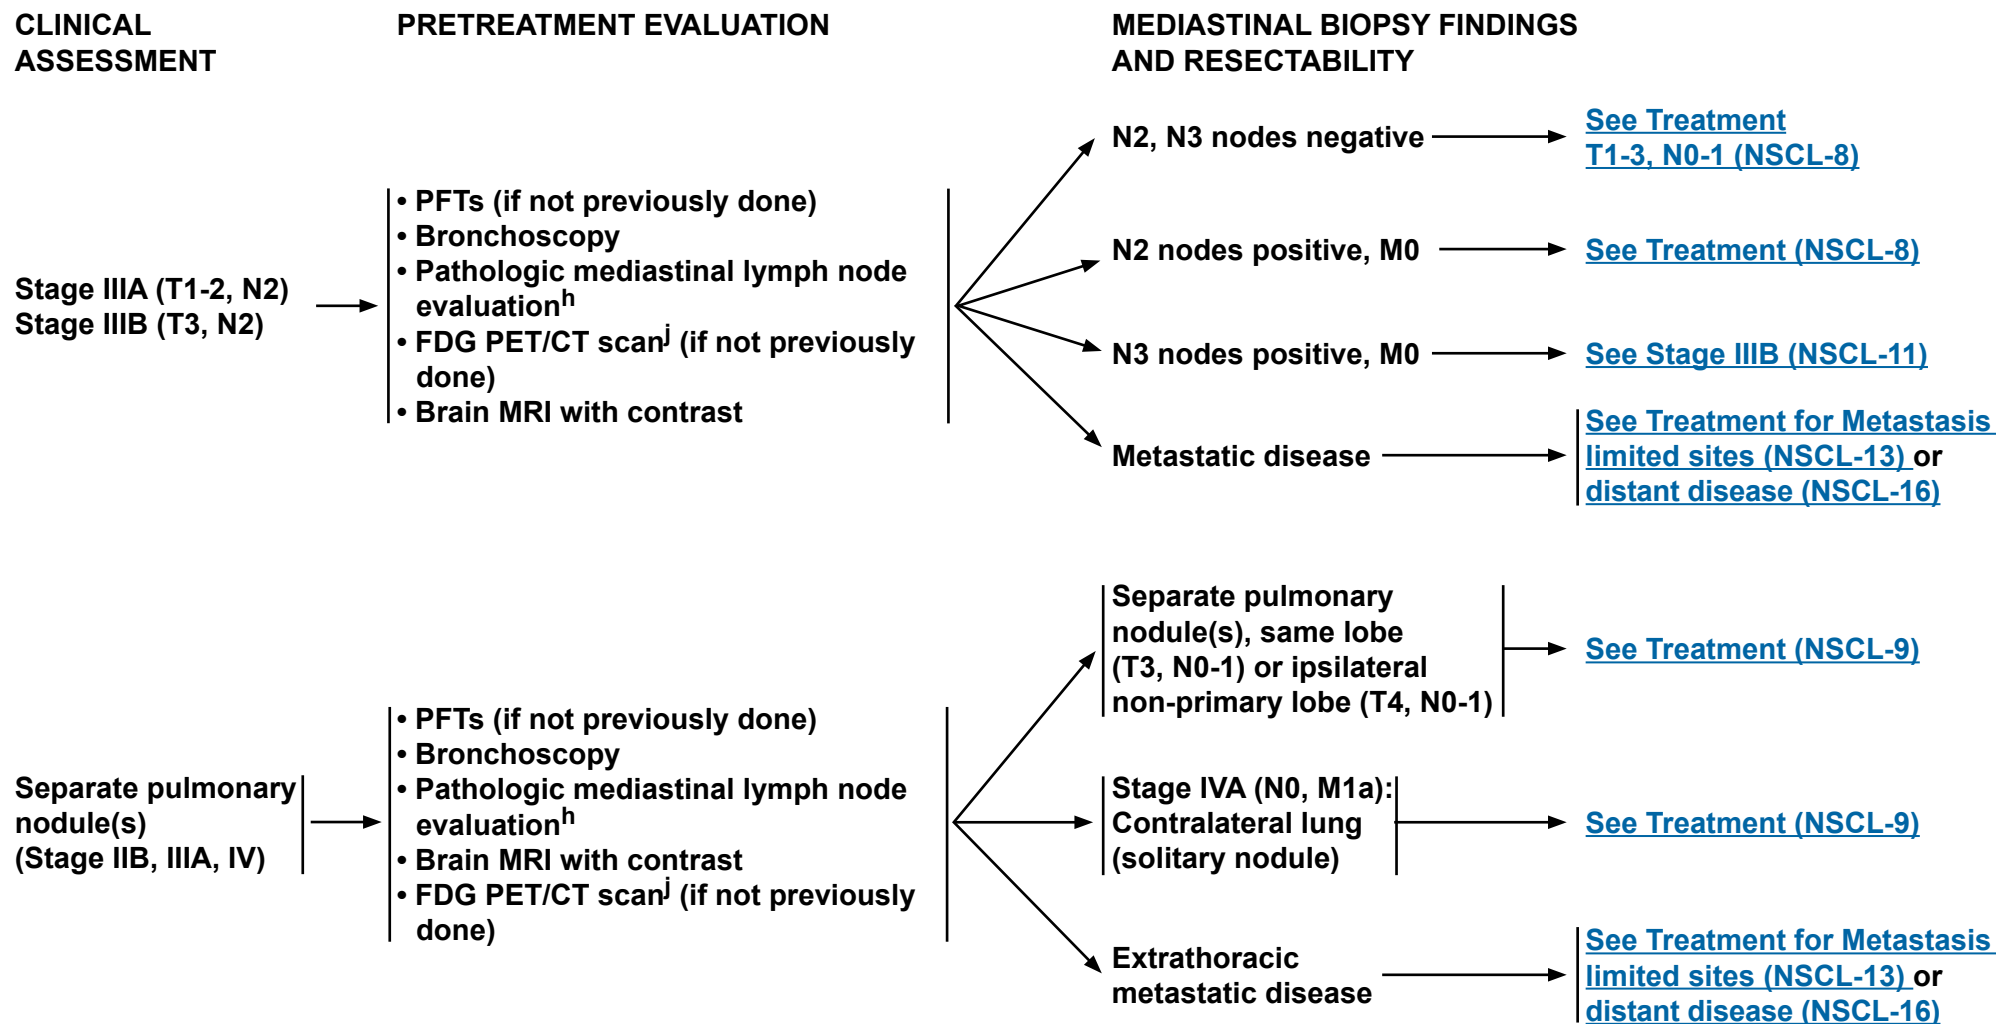 CLINICAL
ASSESSMENT
PRETREATMENT EVALUATION
MEDIASTINAL BIOPSY FINDINGS
AND RESECTABILITY
Stage IIIA (T1-2, N2)
Stage IIIB (T3, N2)
• PFTs (if not previously done)
• Bronchoscopy
• Pathologic mediastinal lymph node
evaluationh
• FDG PET/CT scanj (if not previously
done)
• Brain MRI with contrast
N2, N3 nodes negative
See Treatment
T1-3, N0-1 (NSCL-8)
N2 nodes positive, M0
See Treatment (NSCL-8)
N3 nodes positive, M0
See Stage IIIB (NSCL-11)
Metastatic disease
See Treatment for Metastasis
limited sites (NSCL-13) or
distant disease (NSCL-16)
Separate pulmonary
nodule(s)
(Stage IIB, IIIA, IV)
• PFTs (if not previously done)
• Bronchoscopy
• Pathologic mediastinal lymph node
evaluationh
• Brain MRI with contrast
• FDG PET/CT scanj (if not previously
done)
Separate pulmonary
nodule(s), same lobe
(T3, N0-1) or ipsilateral
non-primary lobe (T4, N0-1)
See Treatment (NSCL-9)
Stage IVA (N0, M1a):
Contralateral lung
(solitary nodule)
See Treatment (NSCL-9)
Extrathoracic
metastatic disease
See Treatment for Metastasis
limited sites (NSCL-13) or
distant disease (NSCL-16)